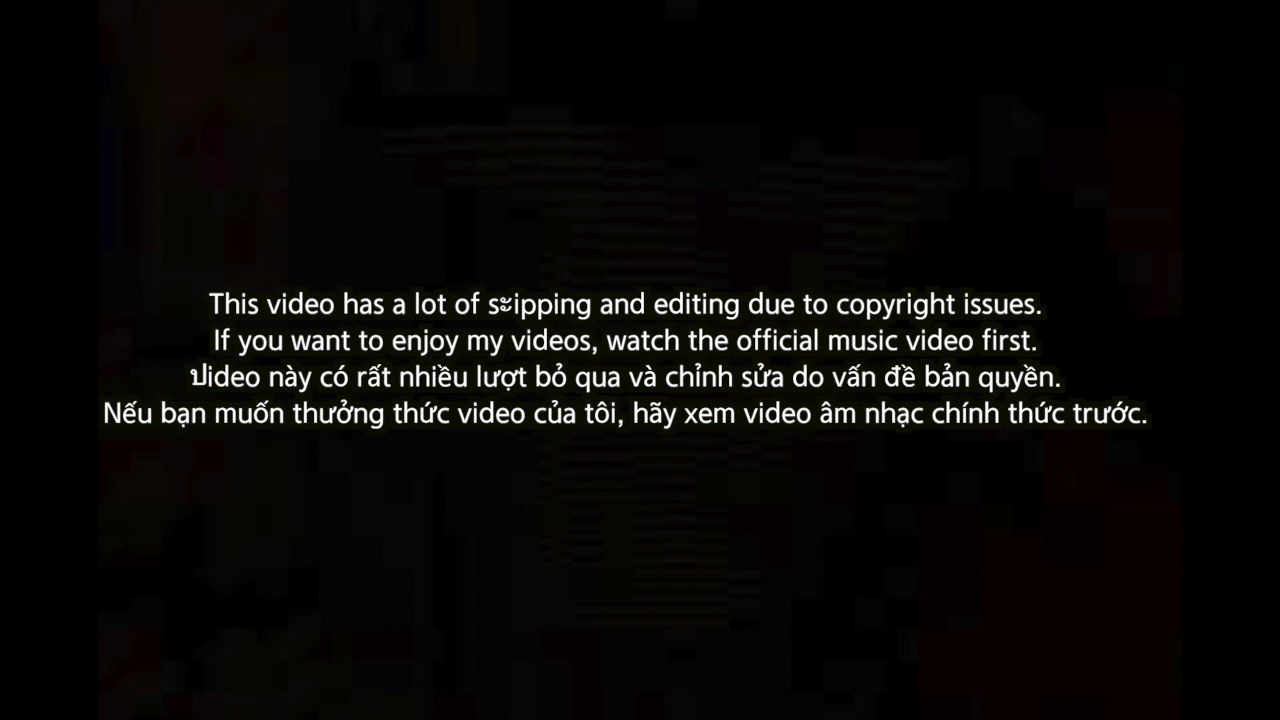 This video has a lot of sะipping and editing due to copyright issues.
If you want to enjoy my videos, watch the official music video first.
ปideo này có rất nhiều lượt bỏ qua và chỉnh sửa do vấn đề bản quyền.
Nếu bạn muốn thưởng thức video của tôi, hãy xem video âm nhạc chính thức trước.